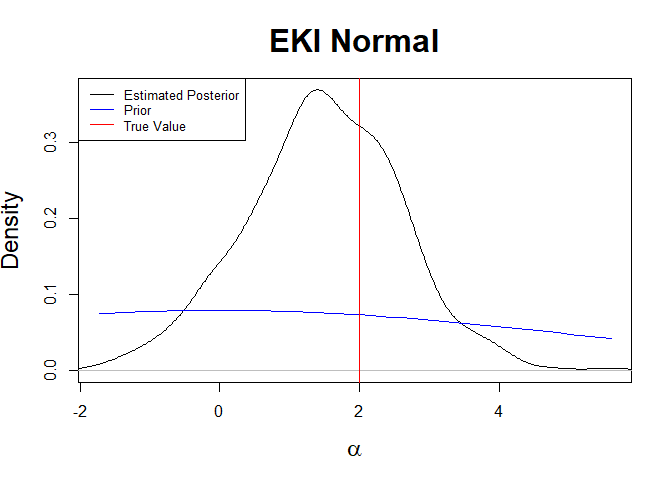 EKI Normal
Estimated Posterior
Prior
True Value
Density
0.0
0.1
0.2
0.3
-2
0
2
4
α